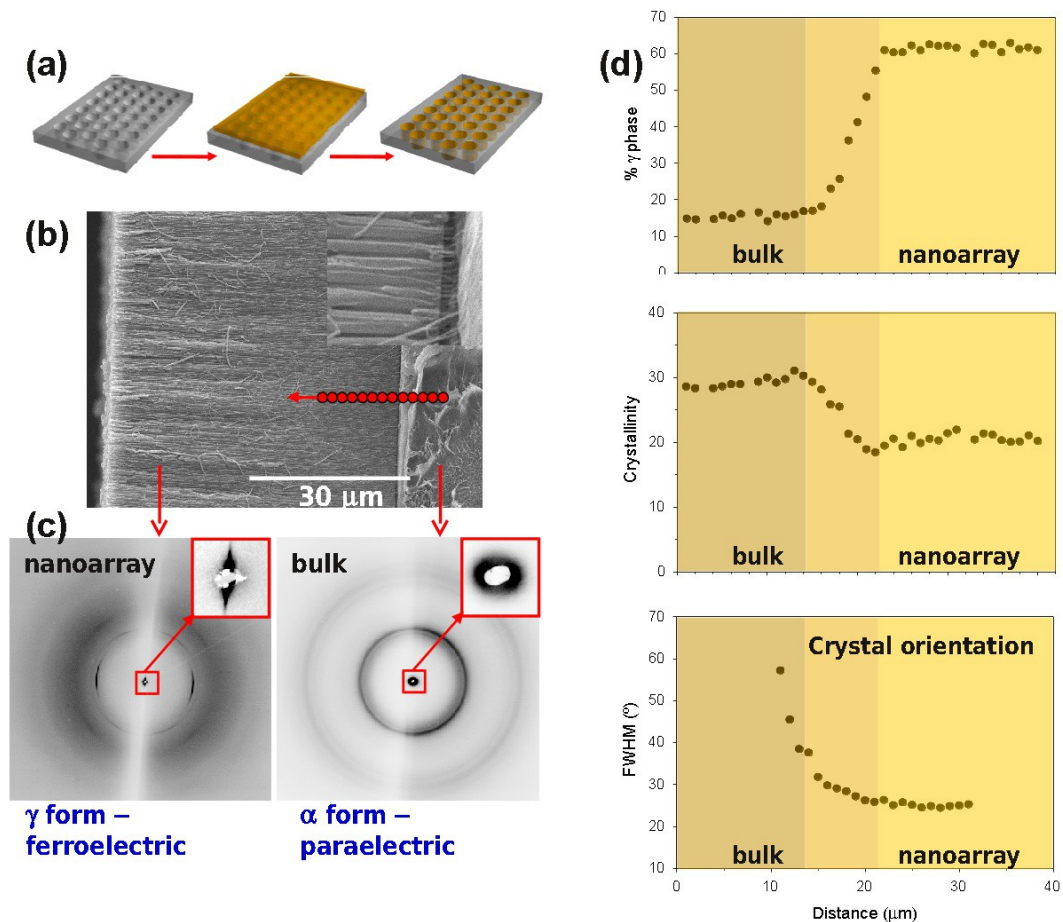 (a)
(b)
30 µm
(c)
nanoarray
bulk
γ form –
ferroelectric
α form –
paraelectric
(d)
% γ phase
70
60
50
40
30
20
10
0
bulk
nanoarray
Crystallinity
40
30
20
10
0
bulk
nanoarray
Crystal orientation
FWHM (º)
70
60
50
40
30
20
10
bulk
nanoarray
0
10
20
30
40
Distance (µm)